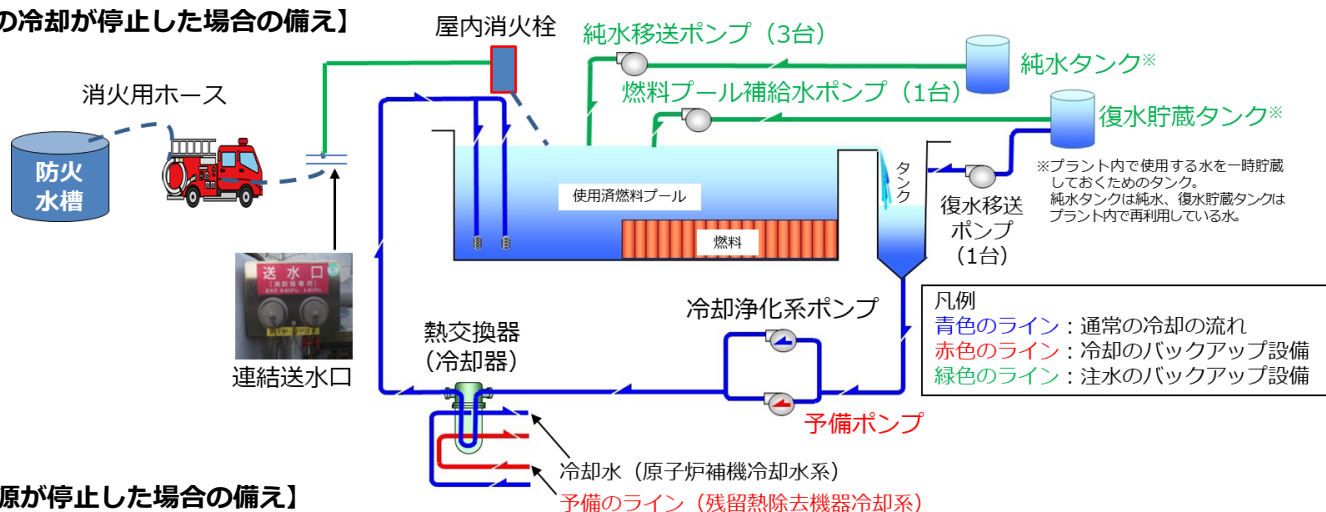 の冷却が停止した場合の備え】
屋内消火栓
純水移送ポンプ（3台）
純水タンク※
消火用ホース
燃料プール補給水ポンプ（1台）
復水貯蔵タンク※
防火
水槽
使用済燃料プール
燃料
タンク
復水移送
ポンプ
（1台）
※プラント内で使用する水を一時貯蔵
しておくためのタンク。
純水タンクは純水、復水貯蔵タンクは
プラント内で再利用している水。
送水口
連結送水口
熱交換器
（冷却器）
冷却浄化系ポンプ
予備ポンプ
凡例
青色のライン：通常の冷却の流れ
赤色のライン：冷却のバックアップ設備
緑色のライン：注水のバックアップ設備
冷却水（原子炉補機冷却水系）
予備のライン（残留熱除去機器冷却系）
源が停止した場合の備え】